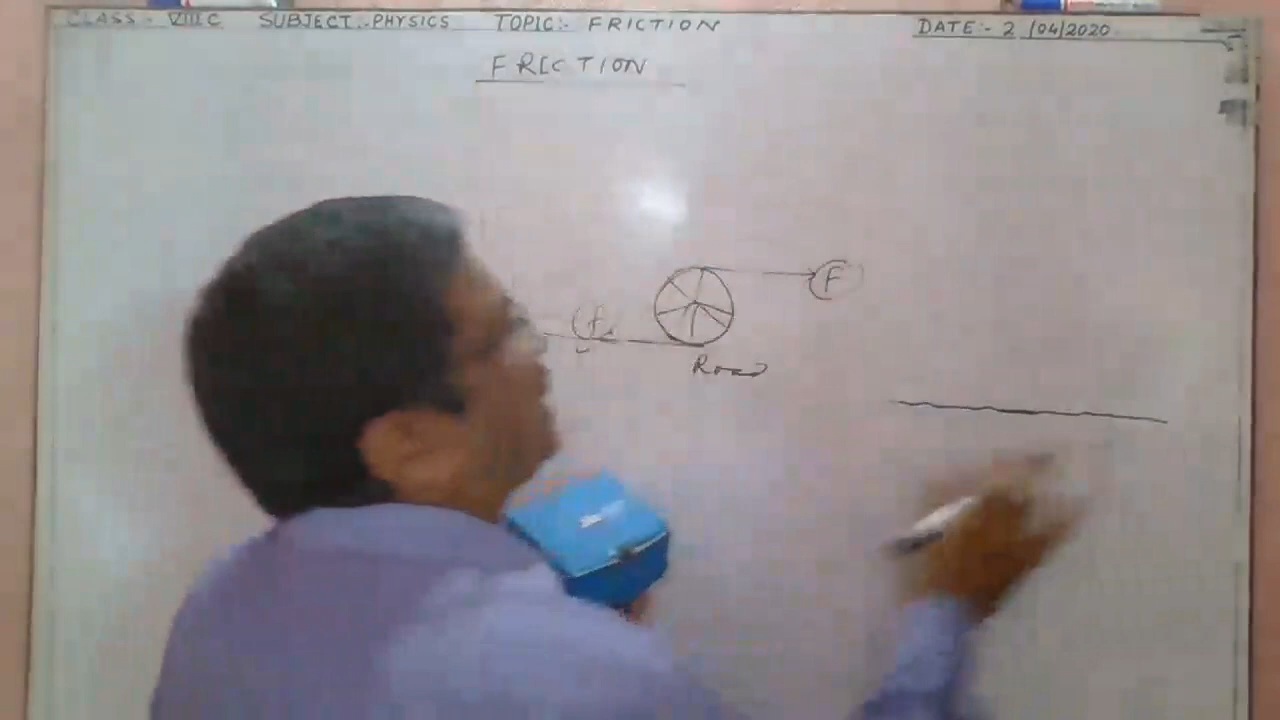 CLASS - VIII C SUBJECT:- PHYSICS TOPIC:- FRICTION DATE:- 2/04/2020
FRICTION
F
f
Road